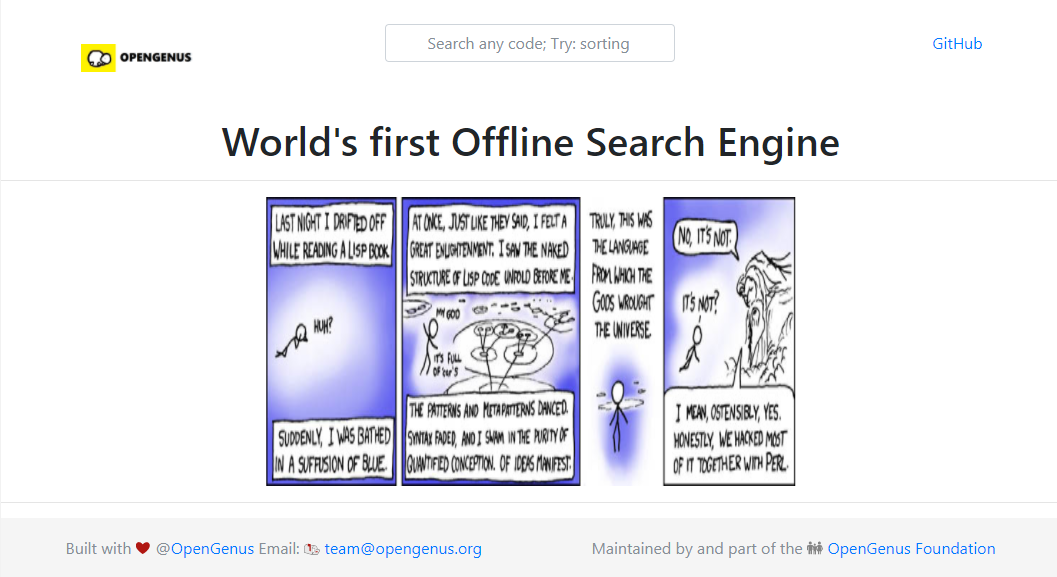 OPENGENUS
Search any code; Try: sorting
GitHub
World's first Offline Search Engine
LAST NIGHT I DRIFTED OFF
WHILE READING A LISP BOOK.
HUH?
SUDDENLY, I WAS BATHED
IN A SUFFUSION OF BLUE.
AT ONCE, JUST LIKE THEY SAID, I FELT A
GREAT ENLIGHTENMENT. I SAW THE NAKED
STRUCTURE OF LISP CODE UNFOLD BEFORE ME.
MY GOD
IT'S FULL
OF 'car'S
THE PATTERNS AND METAPATTERNS DANCED.
SYNTAX FADED, AND I SWAM IN THE PURITY OF
QUANTIFIED CONCEPTION. OF IDEAS MANIFEST.
TRULY, THIS WAS
THE LANGUAGE
FROM WHICH THE
GODS WROUGHT
THE UNIVERSE.
NO, IT'S NOT.
IT'S NOT?
I MEAN, OSTENSIBLY, YES.
HONESTLY, WE HACKED MOST
OF IT TOGETHER WITH PERL.
Built with @OpenGenus Email: team@opengenus.org
Maintained by and part of the OpenGenus Foundation